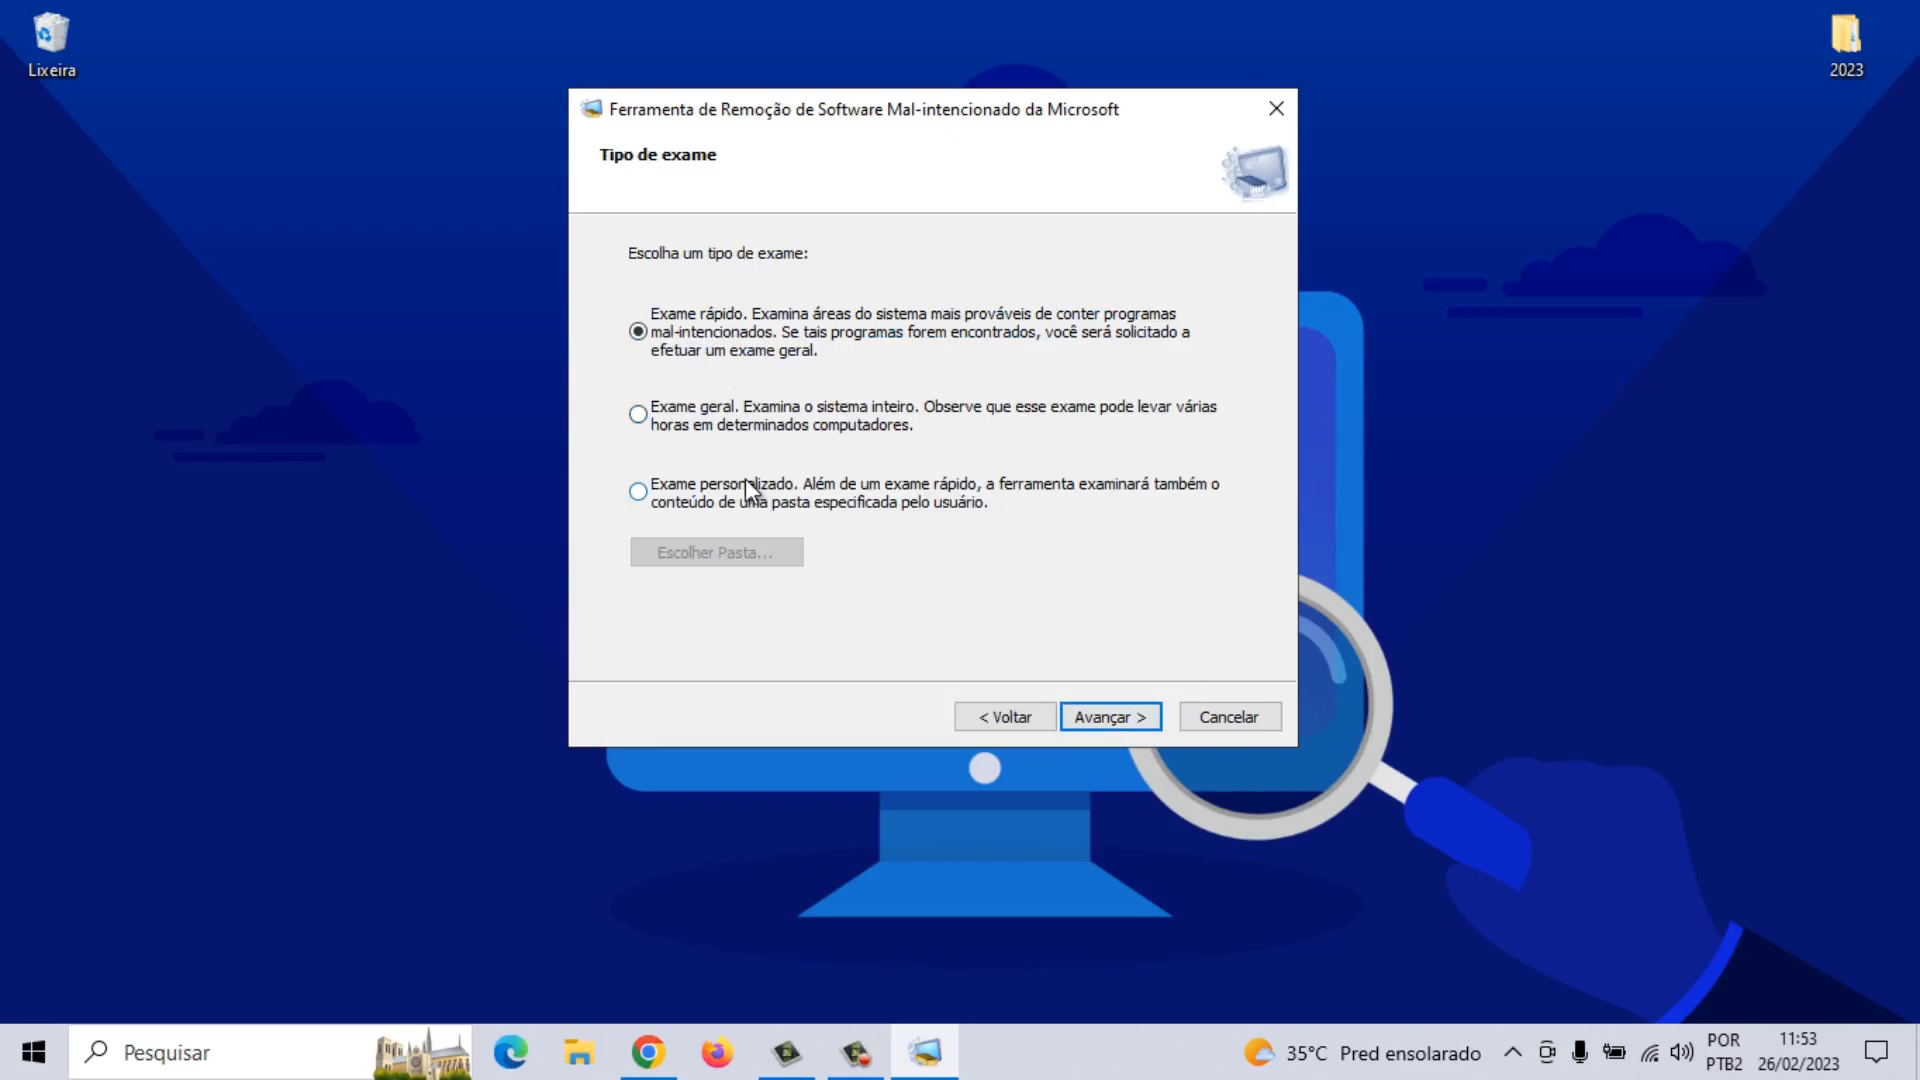 Lixeira
2023
Ferramenta de Remoção de Software Mal-intencionado da Microsoft
Tipo de exame
Escolha um tipo de exame:
Exame rápido. Examina áreas do sistema mais prováveis de conter programas
mal-intencionados. Se tais programas forem encontrados, você será solicitado a
efetuar um exame geral.
Exame geral. Examina o sistema inteiro. Observe que esse exame pode levar várias
horas em determinados computadores.
Exame personalizado. Além de um exame rápido, a ferramenta examinará também o
conteúdo de uma pasta especificada pelo usuário.
Escolher Pasta...
< Voltar
Avançar >
Cancelar
Pesquisar
35°C Pred ensolarado
POR
PTB2
11:53
26/02/2023